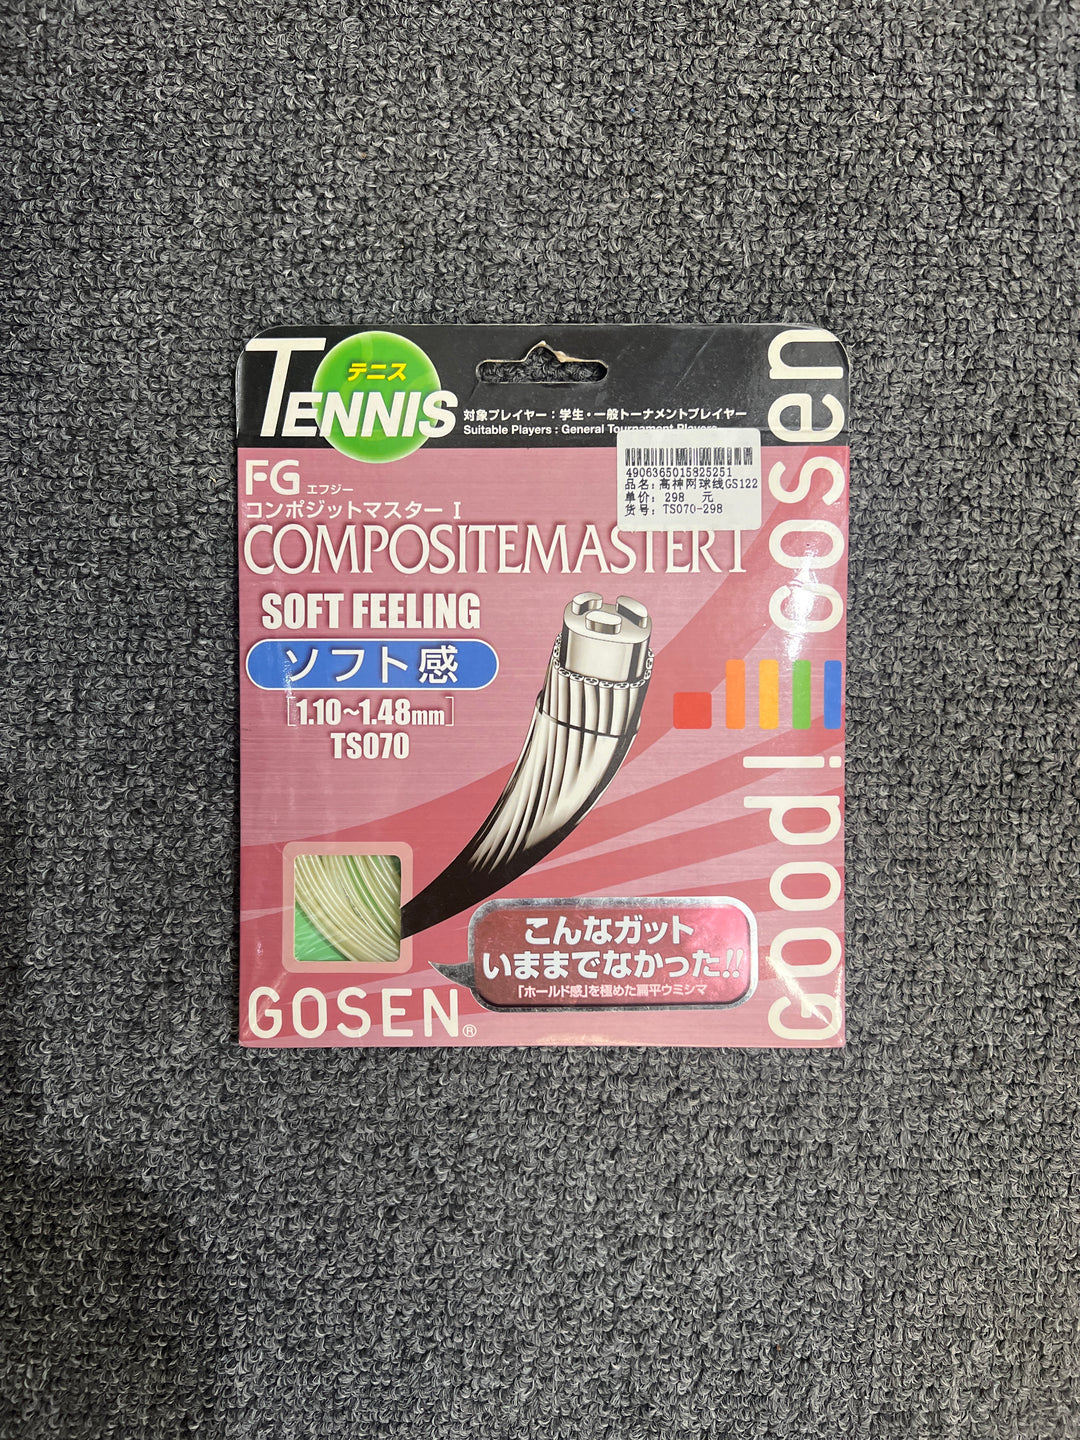 TENNIS
テニス
対象プレイヤー：学生・一般トーナメントプレイヤー
Suitable Players : General Tournament Players
4906365015825251
品名：高神网球线GS122
单价： 298 元
货号：TS070-298
FG エフジー
コンポジットマスター I
COMPOSITEMASTER I
SOFT FEELING
ソフト感
[1.10~1.48mm]
TS070
こんなガット
いままでなかった!!
「ホールド感」を極めた扁平ウミシマ
GOSEN®
Good i gosen